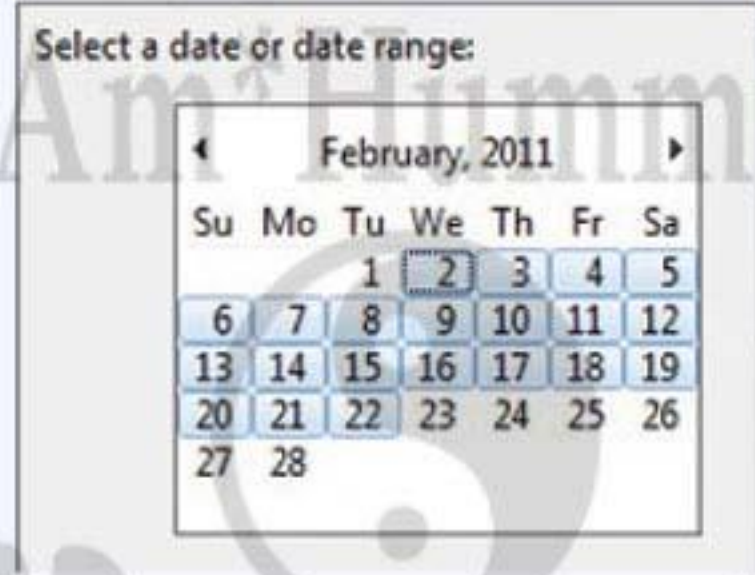 Select a date or date range:
Am*Humm
February, 2011
Su Mo Tu We Th Fr Sa
1 2 3 4 5
6 7 8 9 10 11 12
13 14 15 16 17 18 19
20 21 22 23 24 25 26
27 28